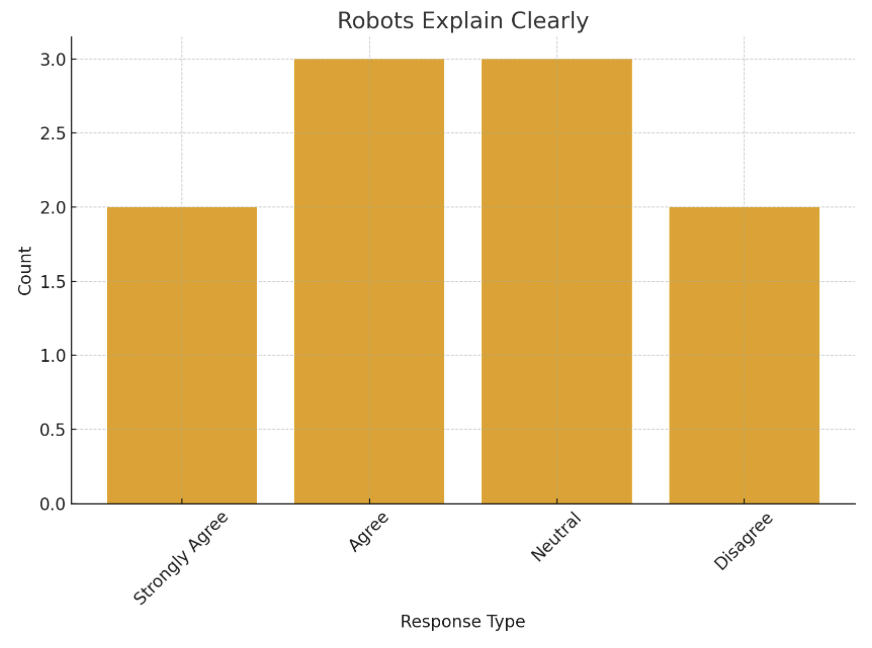 Robots Explain Clearly
3.0
2.5
2.0
1.5
1.0
0.5
0.0
Count
Strongly Agree
Agree
Neutral
Disagree
Response Type